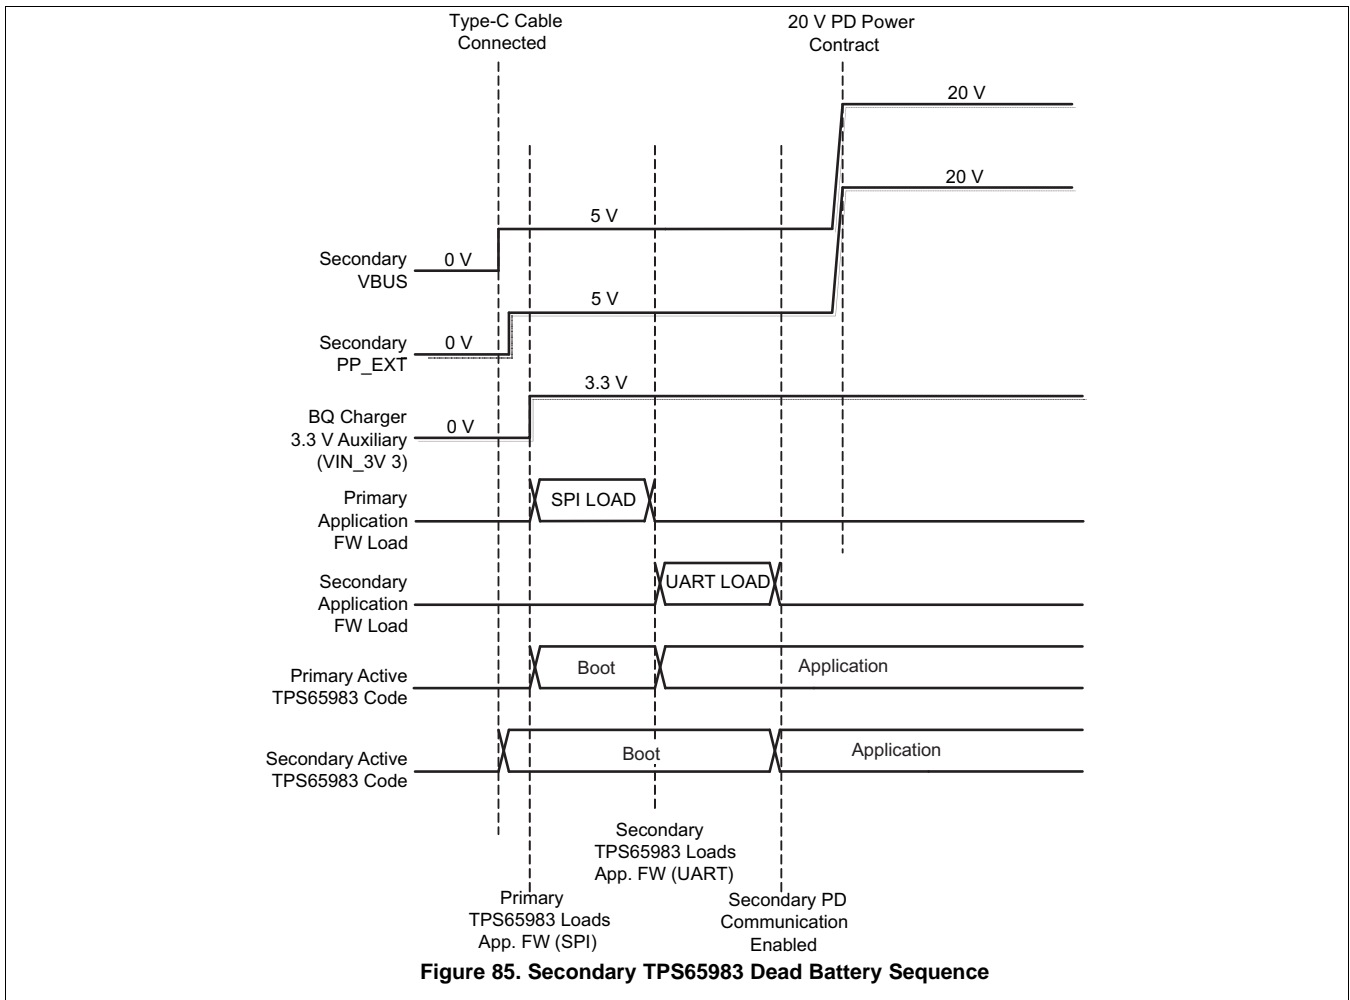 Type-C Cable
Connected
20 V PD Power
Contract
20 V
20 V
5 V
Secondary
VBUS
0 V
5 V
Secondary
PP_EXT
0 V
3.3 V
BQ Charger
3.3 V Auxiliary
(VIN_3V 3)
0 V
Primary
Application
FW Load
SPI LOAD
Secondary
Application
FW Load
UART LOAD
Primary Active
TPS65983 Code
Boot
Application
Secondary Active
TPS65983 Code
Boot
Application
Secondary
TPS65983 Loads
App. FW (UART)
Primary
TPS65983 Loads
App. FW (SPI)
Secondary PD
Communication
Enabled
Figure 85. Secondary TPS65983 Dead Battery Sequence